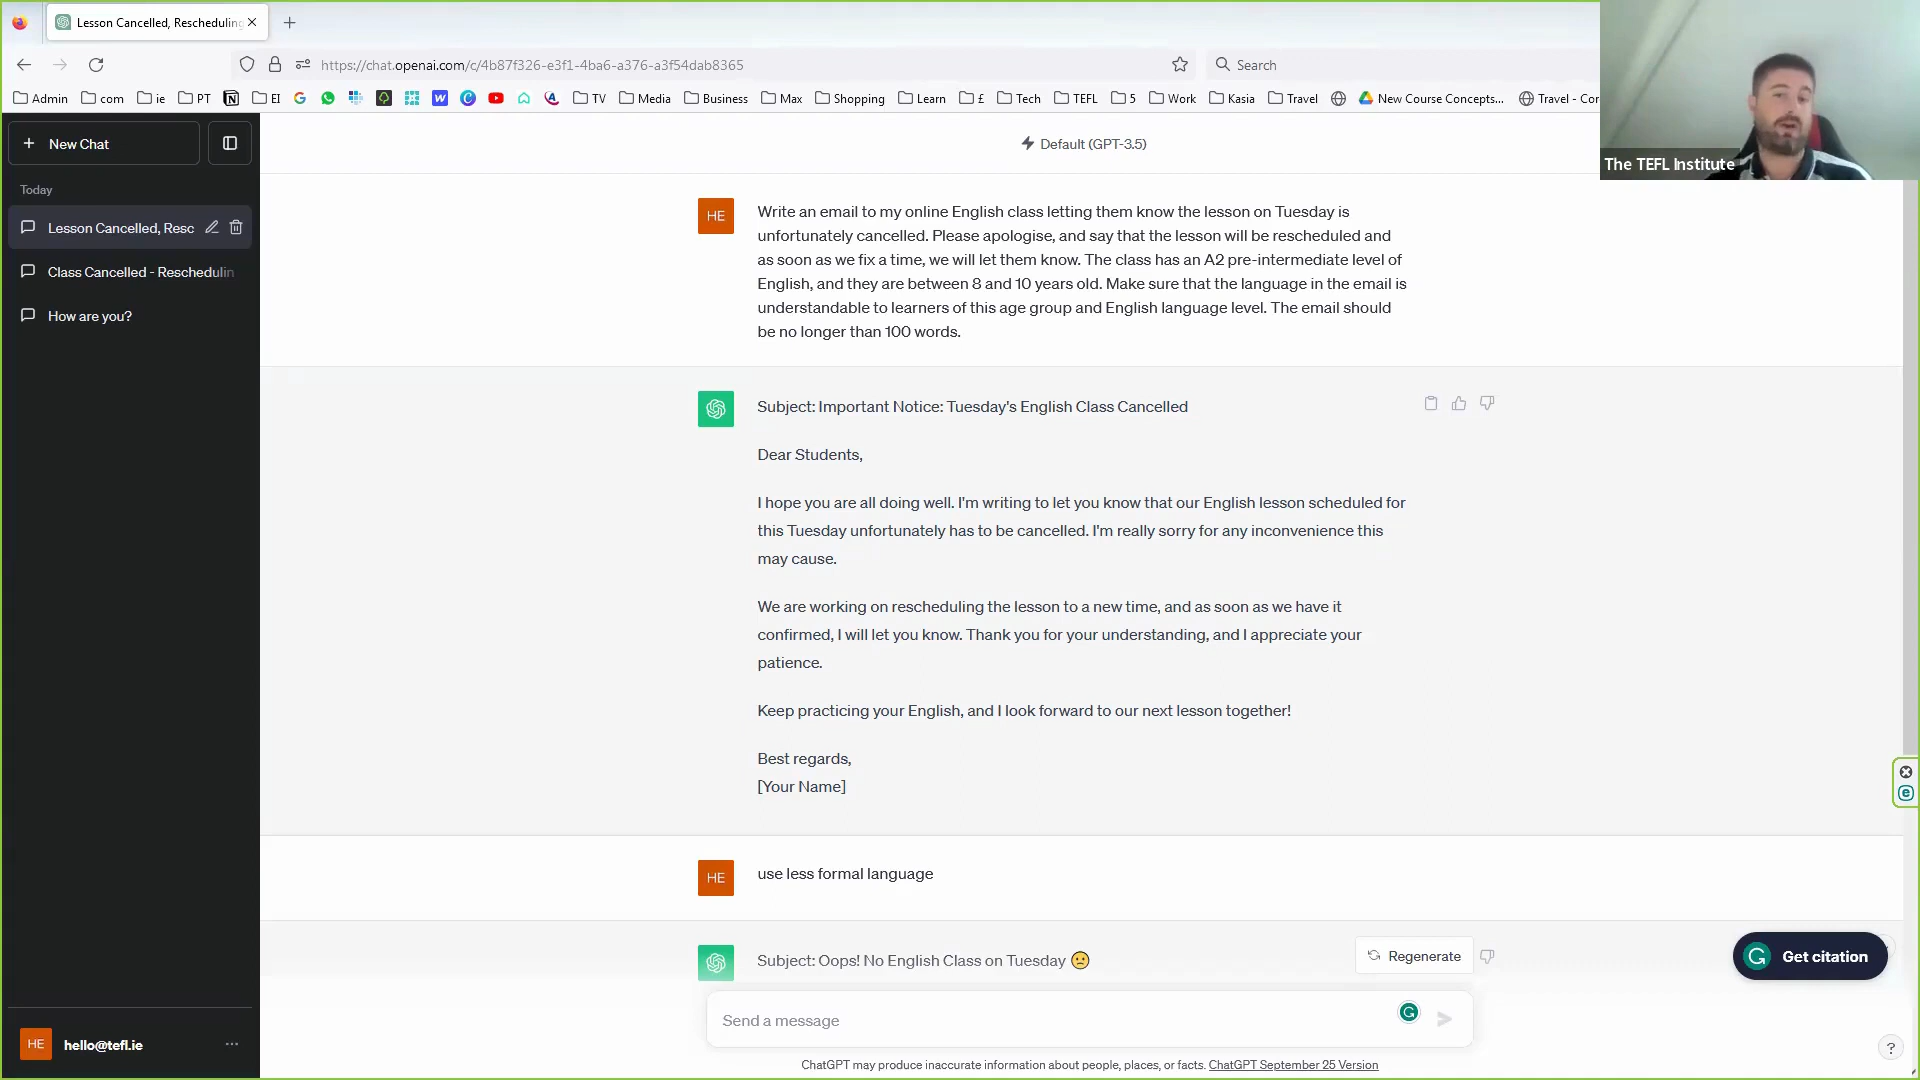 Lesson Cancelled, Rescheduling
https://chat.openai.com/c/4b87f326-e3f1-4ba6-a376-a3f54dab8365
Search
Admin com ie PT EI TV Media Business Max Shopping Learn £ Tech TEFL 5 Work Kasia Travel New Course Concepts... Travel - Cor
The TEFL Institute
New Chat
Default (GPT-3.5)
Today
Lesson Cancelled, Resc
Class Cancelled - Reschedulin
How are you?
HE
Write an email to my online English class letting them know the lesson on Tuesday is
unfortunately cancelled. Please apologise, and say that the lesson will be rescheduled and
as soon as we fix a time, we will let them know. The class has an A2 pre-intermediate level of
English, and they are between 8 and 10 years old. Make sure that the language in the email is
understandable to learners of this age group and English language level. The email should
be no longer than 100 words.
Subject: Important Notice: Tuesday's English Class Cancelled
Dear Students,
I hope you are all doing well. I'm writing to let you know that our English lesson scheduled for
this Tuesday unfortunately has to be cancelled. I'm really sorry for any inconvenience this
may cause.
We are working on rescheduling the lesson to a new time, and as soon as we have it
confirmed, I will let you know. Thank you for your understanding, and I appreciate your
patience.
Keep practicing your English, and I look forward to our next lesson together!
Best regards,
[Your Name]
HE
use less formal language
Subject: Oops! No English Class on Tuesday 🙁
Regenerate
Get citation
Send a message
HE
hello@tefl.ie
ChatGPT may produce inaccurate information about people, places, or facts. ChatGPT September 25 Version
?